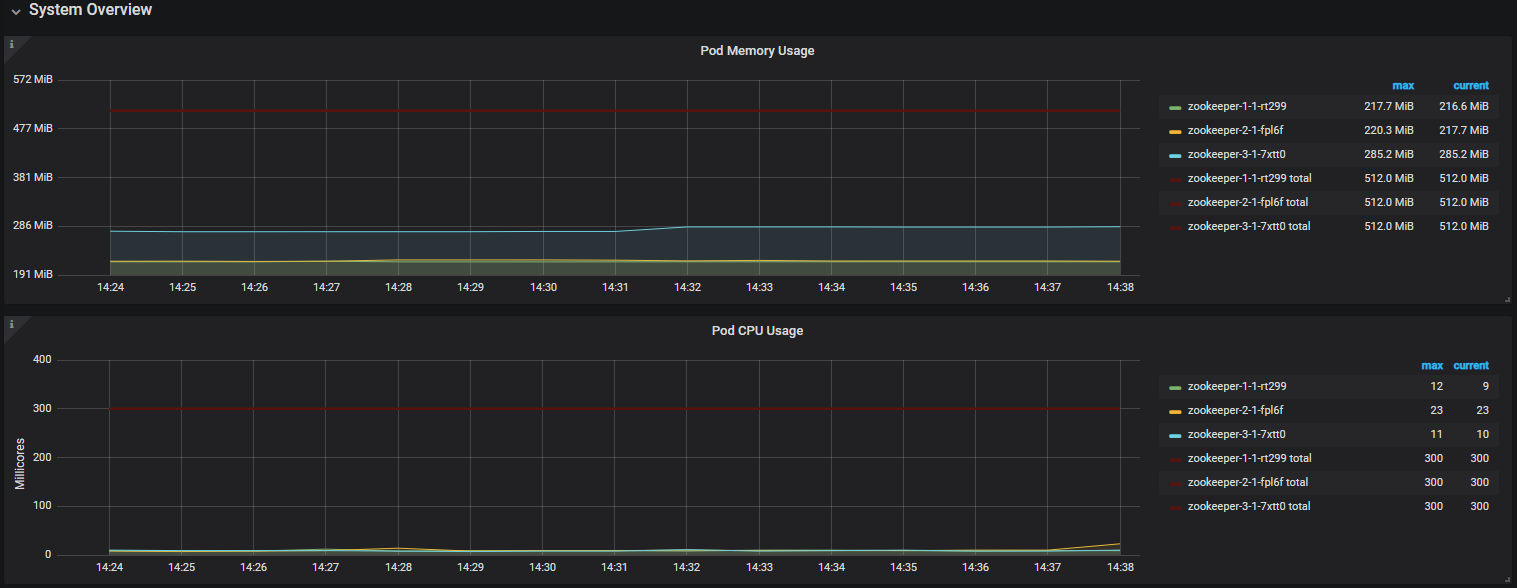 System Overview
i
Pod Memory Usage
572 MiB
477 MiB
381 MiB
286 MiB
191 MiB
14:24 14:25 14:26 14:27 14:28 14:29 14:30 14:31 14:32 14:33 14:34 14:35 14:36 14:37 14:38
max current
zookeeper-1-1-rt299 217.7 MiB 216.6 MiB
zookeeper-2-1-fpl6f 220.3 MiB 217.7 MiB
zookeeper-3-1-7xtt0 285.2 MiB 285.2 MiB
zookeeper-1-1-rt299 total 512.0 MiB 512.0 MiB
zookeeper-2-1-fpl6f total 512.0 MiB 512.0 MiB
zookeeper-3-1-7xtt0 total 512.0 MiB 512.0 MiB
i
Pod CPU Usage
Millicores
400
300
200
100
0
14:24 14:25 14:26 14:27 14:28 14:29 14:30 14:31 14:32 14:33 14:34 14:35 14:36 14:37 14:38
max current
zookeeper-1-1-rt299 12 9
zookeeper-2-1-fpl6f 23 23
zookeeper-3-1-7xtt0 11 10
zookeeper-1-1-rt299 total 300 300
zookeeper-2-1-fpl6f total 300 300
zookeeper-3-1-7xtt0 total 300 300